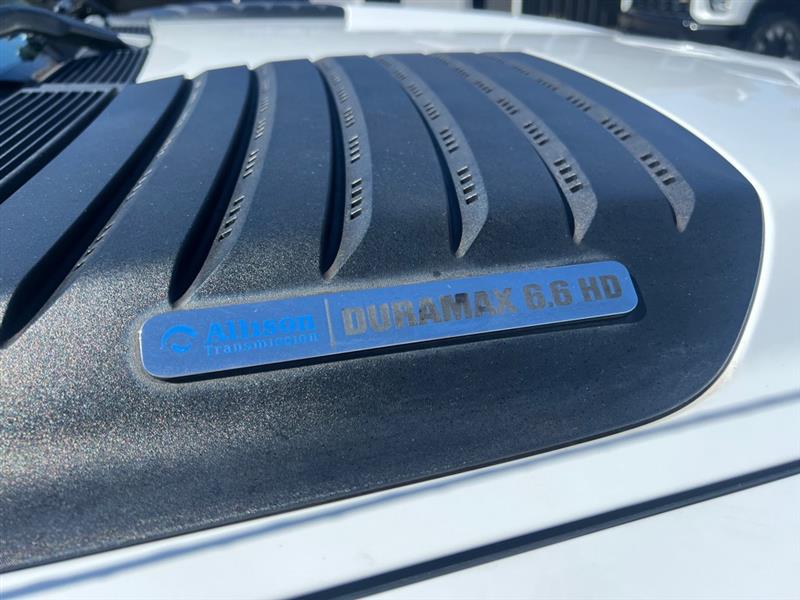 Allison
Transmission
DURAMAX 6.6 HD